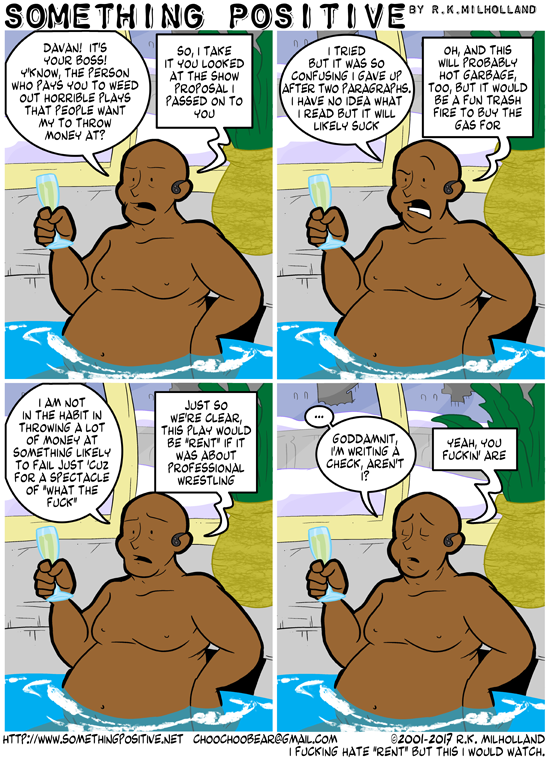 SOMETHING POSITIVE BY R.K.MILHOLLAND
DAVAN! IT'S
YOUR BOSS!
Y'KNOW, THE PERSON
WHO PAYS YOU TO WEED
OUT HORRIBLE PLAYS
THAT PEOPLE WANT
MY TO THROW
MONEY AT?
SO, I TAKE
IT YOU LOOKED
AT THE SHOW
PROPOSAL I
PASSED ON TO
YOU
I TRIED
BUT IT WAS SO
CONFUSING I GAVE UP
AFTER TWO PARAGRAPHS.
I HAVE NO IDEA WHAT
I READ BUT IT WILL
LIKELY SUCK
OH, AND THIS
WILL PROBABLY
HOT GARBAGE,
TOO, BUT IT WOULD
BE A FUN TRASH
FIRE TO BUY THE
GAS FOR
I AM NOT
IN THE HABIT IN
THROWING A LOT
OF MONEY AT
SOMETHING LIKELY
TO FAIL JUST 'CUZ
FOR A SPECTACLE
OF "WHAT THE
FUCK"
JUST SO
WE'RE CLEAR,
THIS PLAY WOULD
BE "RENT" IF IT
WAS ABOUT
PROFESSIONAL
WRESTLING
...
GODDAMNIT,
I'M WRITING A
CHECK, AREN'T
I?
YEAH, YOU
FUCKIN' ARE
HTTP://WWW.SOMETHINGPOSITIVE.NET CHOOCHOOBEAR@GMAIL.COM ©2001-2017 R.K. MILHOLLAND
I FUCKING HATE "RENT" BUT THIS I WOULD WATCH.